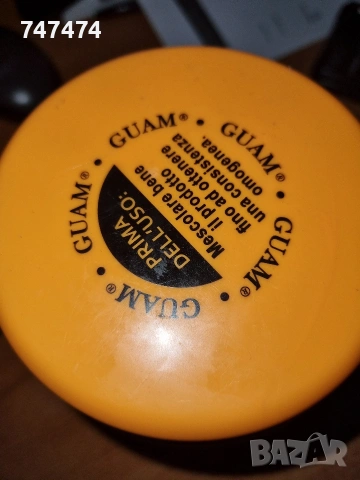 747474
GUAM® • GUAM® • GUAM® • GUAM® • GUAM® •
PRIMA
DELL'USO:
Mescolare bene
il prodotto
fino ad ottenere
una consistenza
omogenea.
BAZAR